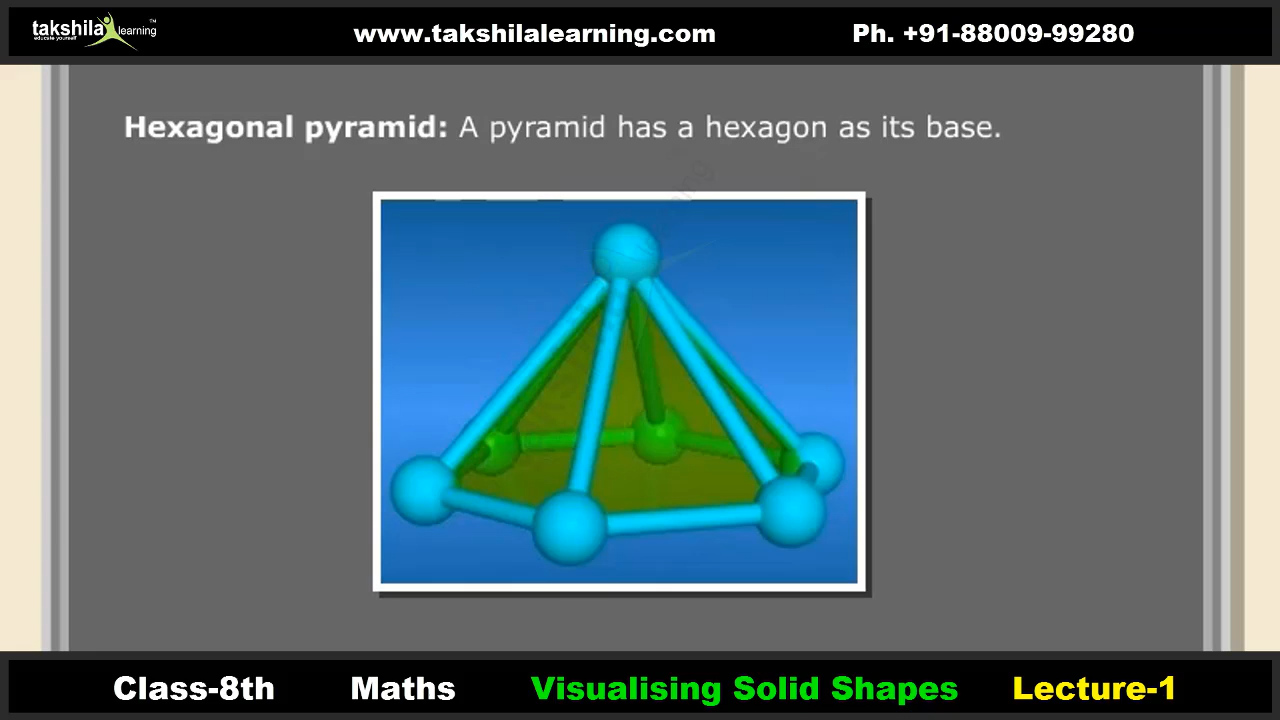 takshila learning
educate yourself
TM
www.takshilalearning.com
Ph. +91-88009-99280
Hexagonal pyramid: A pyramid has a hexagon as its base.
Class-8th Maths Visualising Solid Shapes Lecture-1